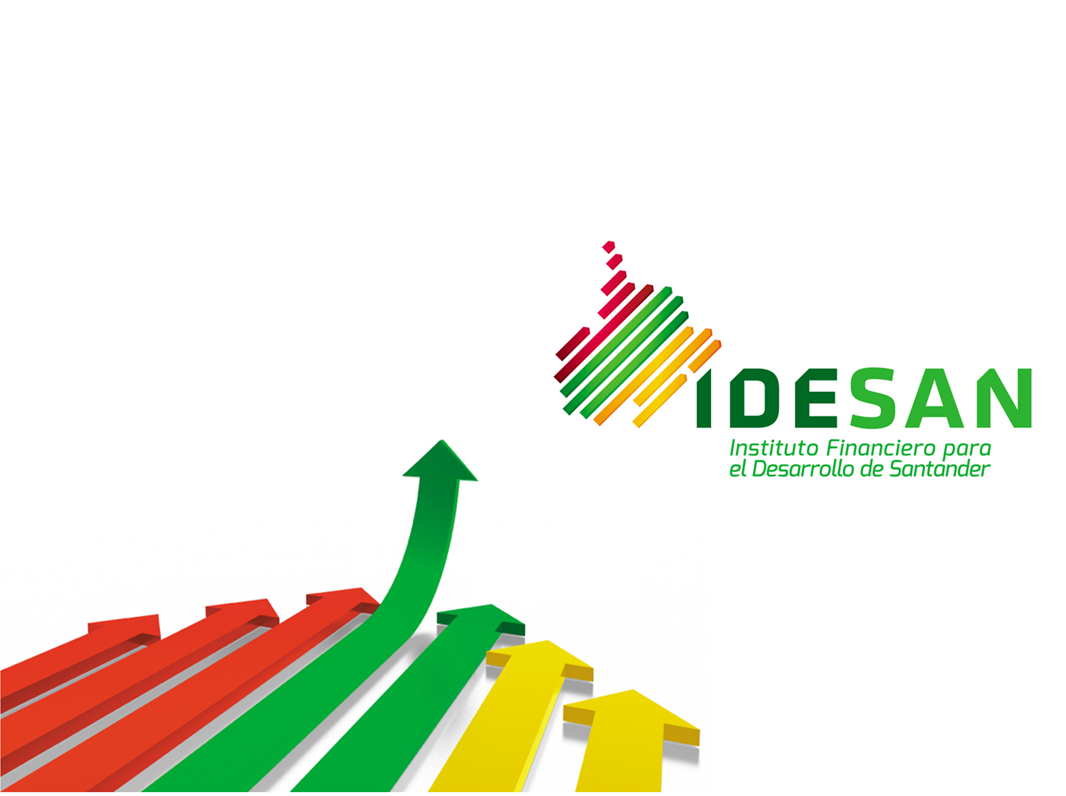 IDESAN
Instituto Financiero para
el Desarrollo de Santander